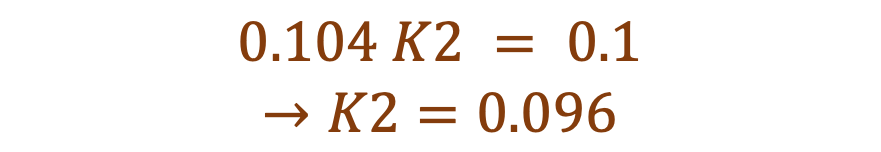 0.104 K2 = 0.1
→ K2 = 0.096